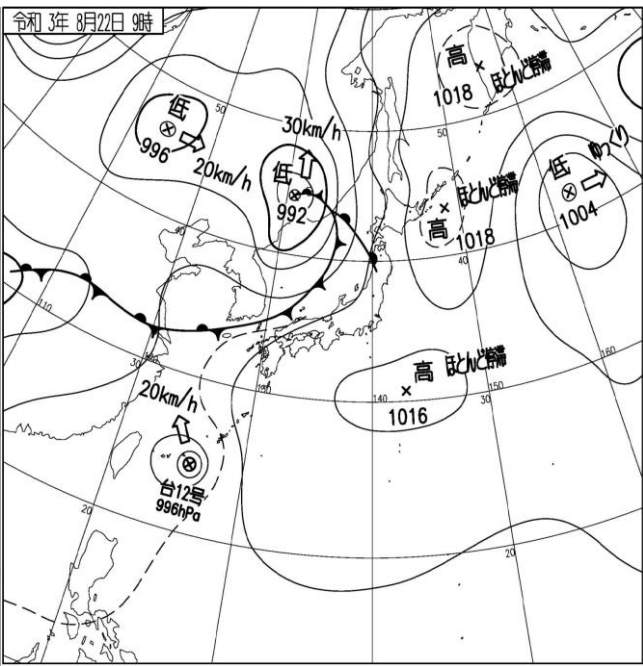 令和 3年 8月22日 9時
高
1018
ほとんど停滞
低
996
20km/h
50
30km/h
低
992
50
低
ゆっくり
1004
ほとんど停滞
高
1018
40
40
110
30
130
高
ほとんど停滞
1016
140
30
150
160
20km/h
台12号
996hPa
20
20